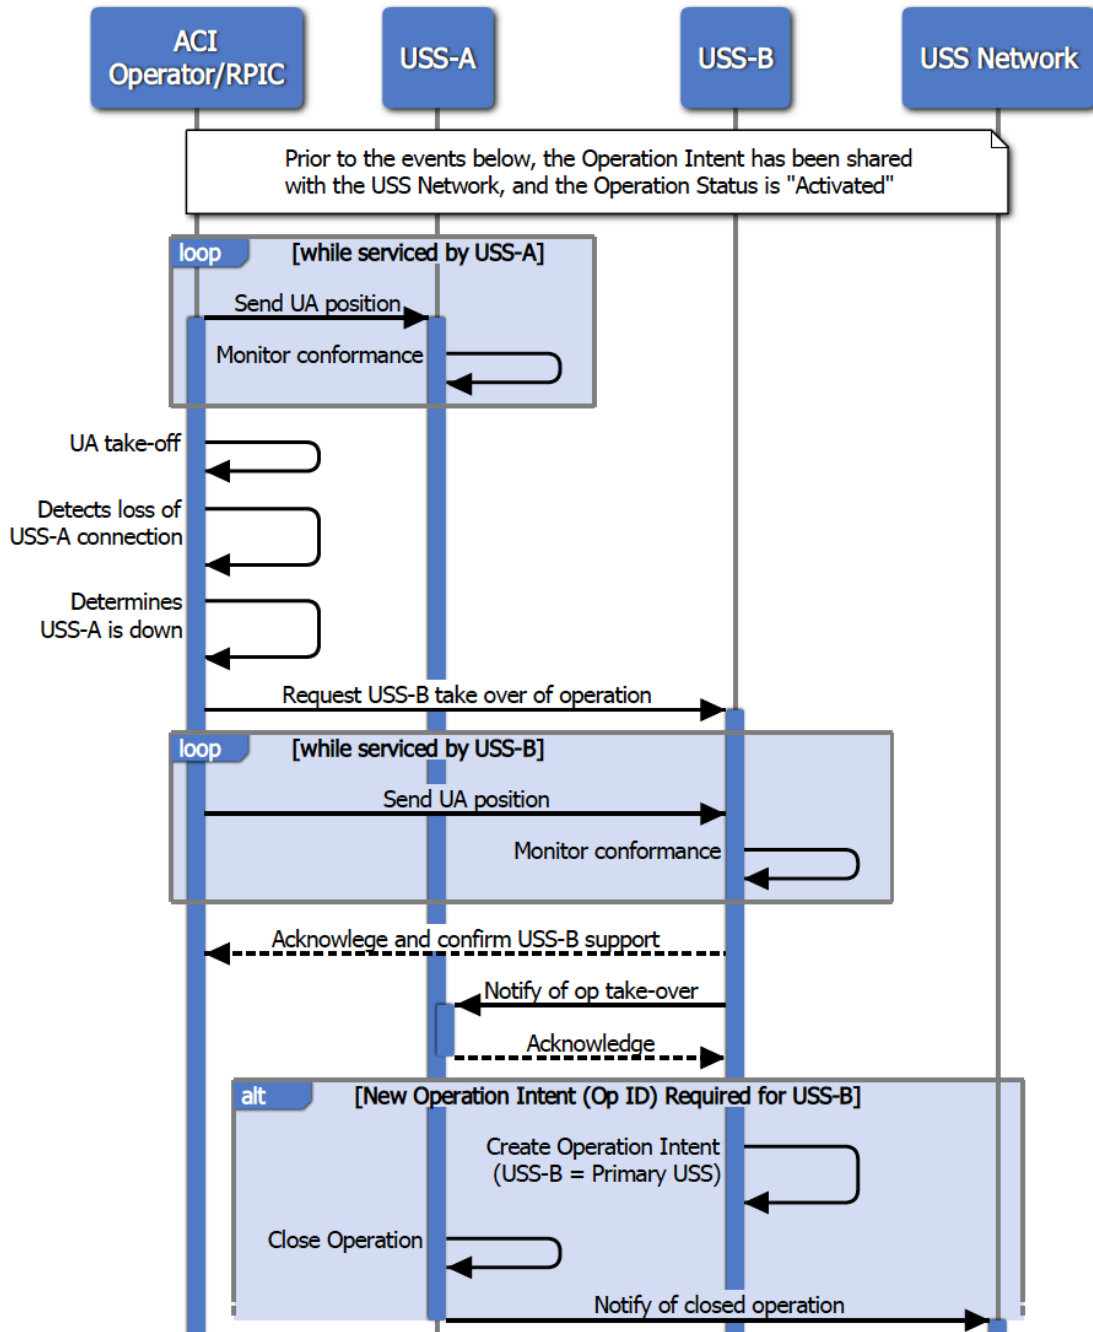 ACI
Operator/RPIC
USS-A
USS-B
USS Network
Prior to the events below, the Operation Intent has been shared
with the USS Network, and the Operation Status is "Activated"
loop
[while serviced by USS-A]
Send UA position
Monitor conformance
UA take-off
Detects loss of
USS-A connection
Determines
USS-A is down
Request USS-B take over of operation
loop
[while serviced by USS-B]
Send UA position
Monitor conformance
Acknowlege and confirm USS-B support
Notify of op take-over
Acknowledge
alt
[New Operation Intent (Op ID) Required for USS-B]
Create Operation Intent
(USS-B = Primary USS)
Close Operation
Notify of closed operation